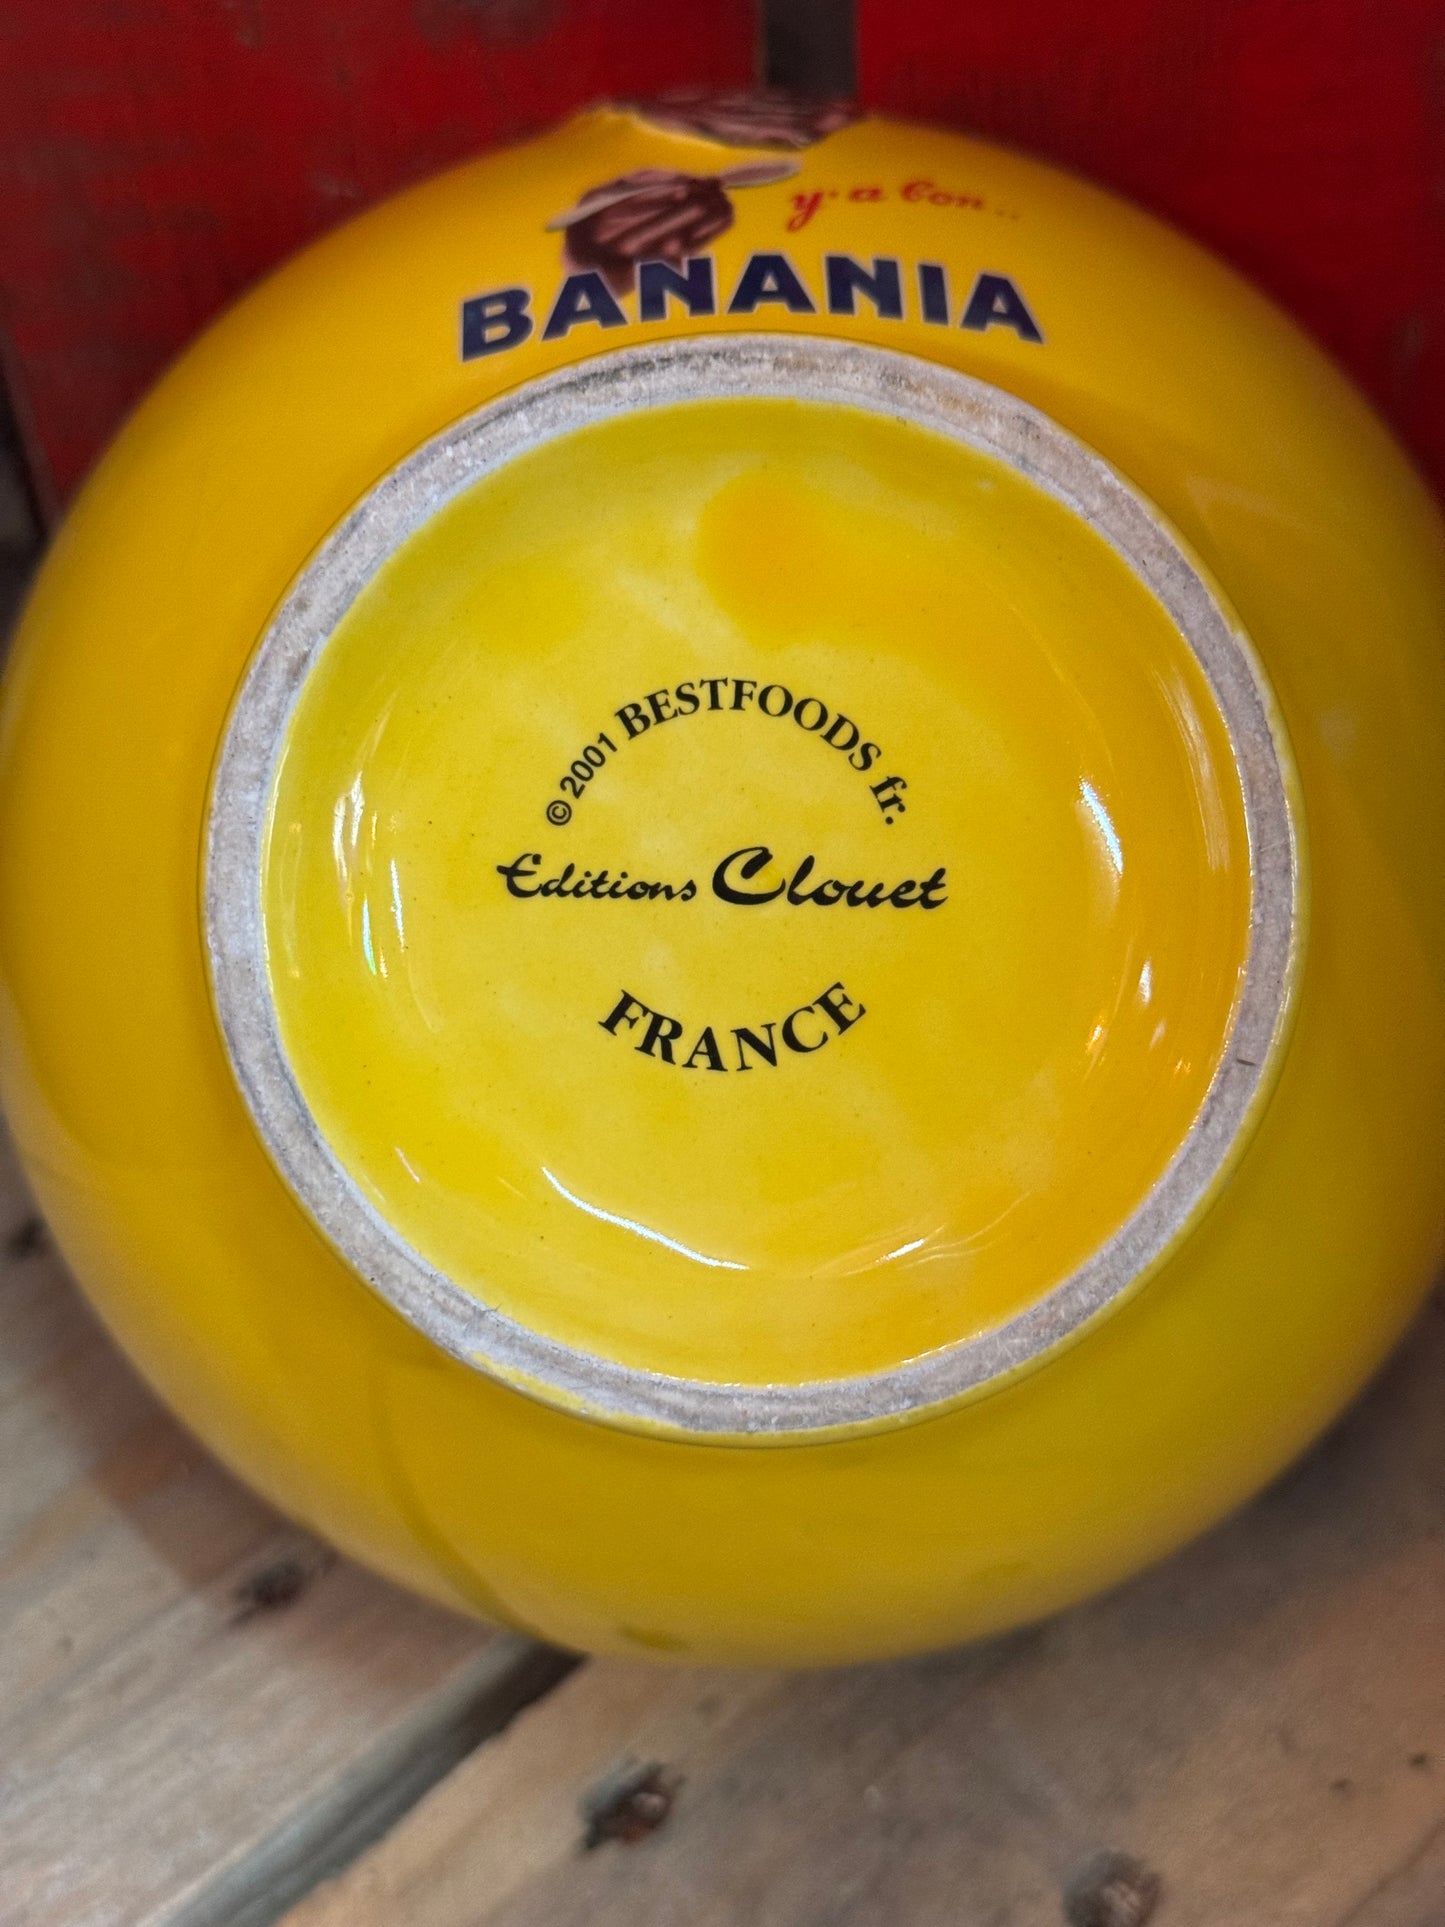 y·a bon..
BANANIA
© 2001 BESTFOODS fr.
Editions Clouet
FRANCE